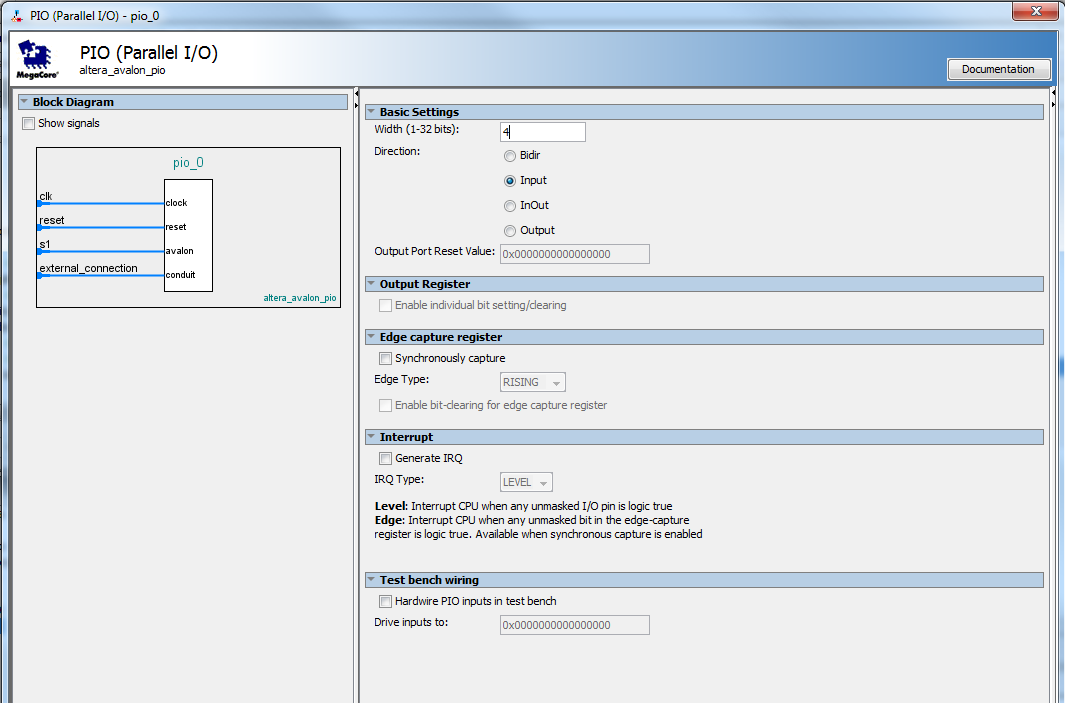 PIO (Parallel I/O) - pio_0
MegaCore®
PIO (Parallel I/O)
altera_avalon_pio
Documentation
Block Diagram
Show signals
pio_0
clk
clock
reset
reset
s1
avalon
external_connection
conduit
altera_avalon_pio
Basic Settings
Width (1-32 bits): 4
Direction:
Bidir
Input
InOut
Output
Output Port Reset Value: 0x0000000000000000
Output Register
Enable individual bit setting/clearing
Edge capture register
Synchronously capture
Edge Type: RISING
Enable bit-clearing for edge capture register
Interrupt
Generate IRQ
IRQ Type: LEVEL
Level: Interrupt CPU when any unmasked I/O pin is logic true
Edge: Interrupt CPU when any unmasked bit in the edge-capture
register is logic true. Available when synchronous capture is enabled
Test bench wiring
Hardwire PIO inputs in test bench
Drive inputs to: 0x0000000000000000